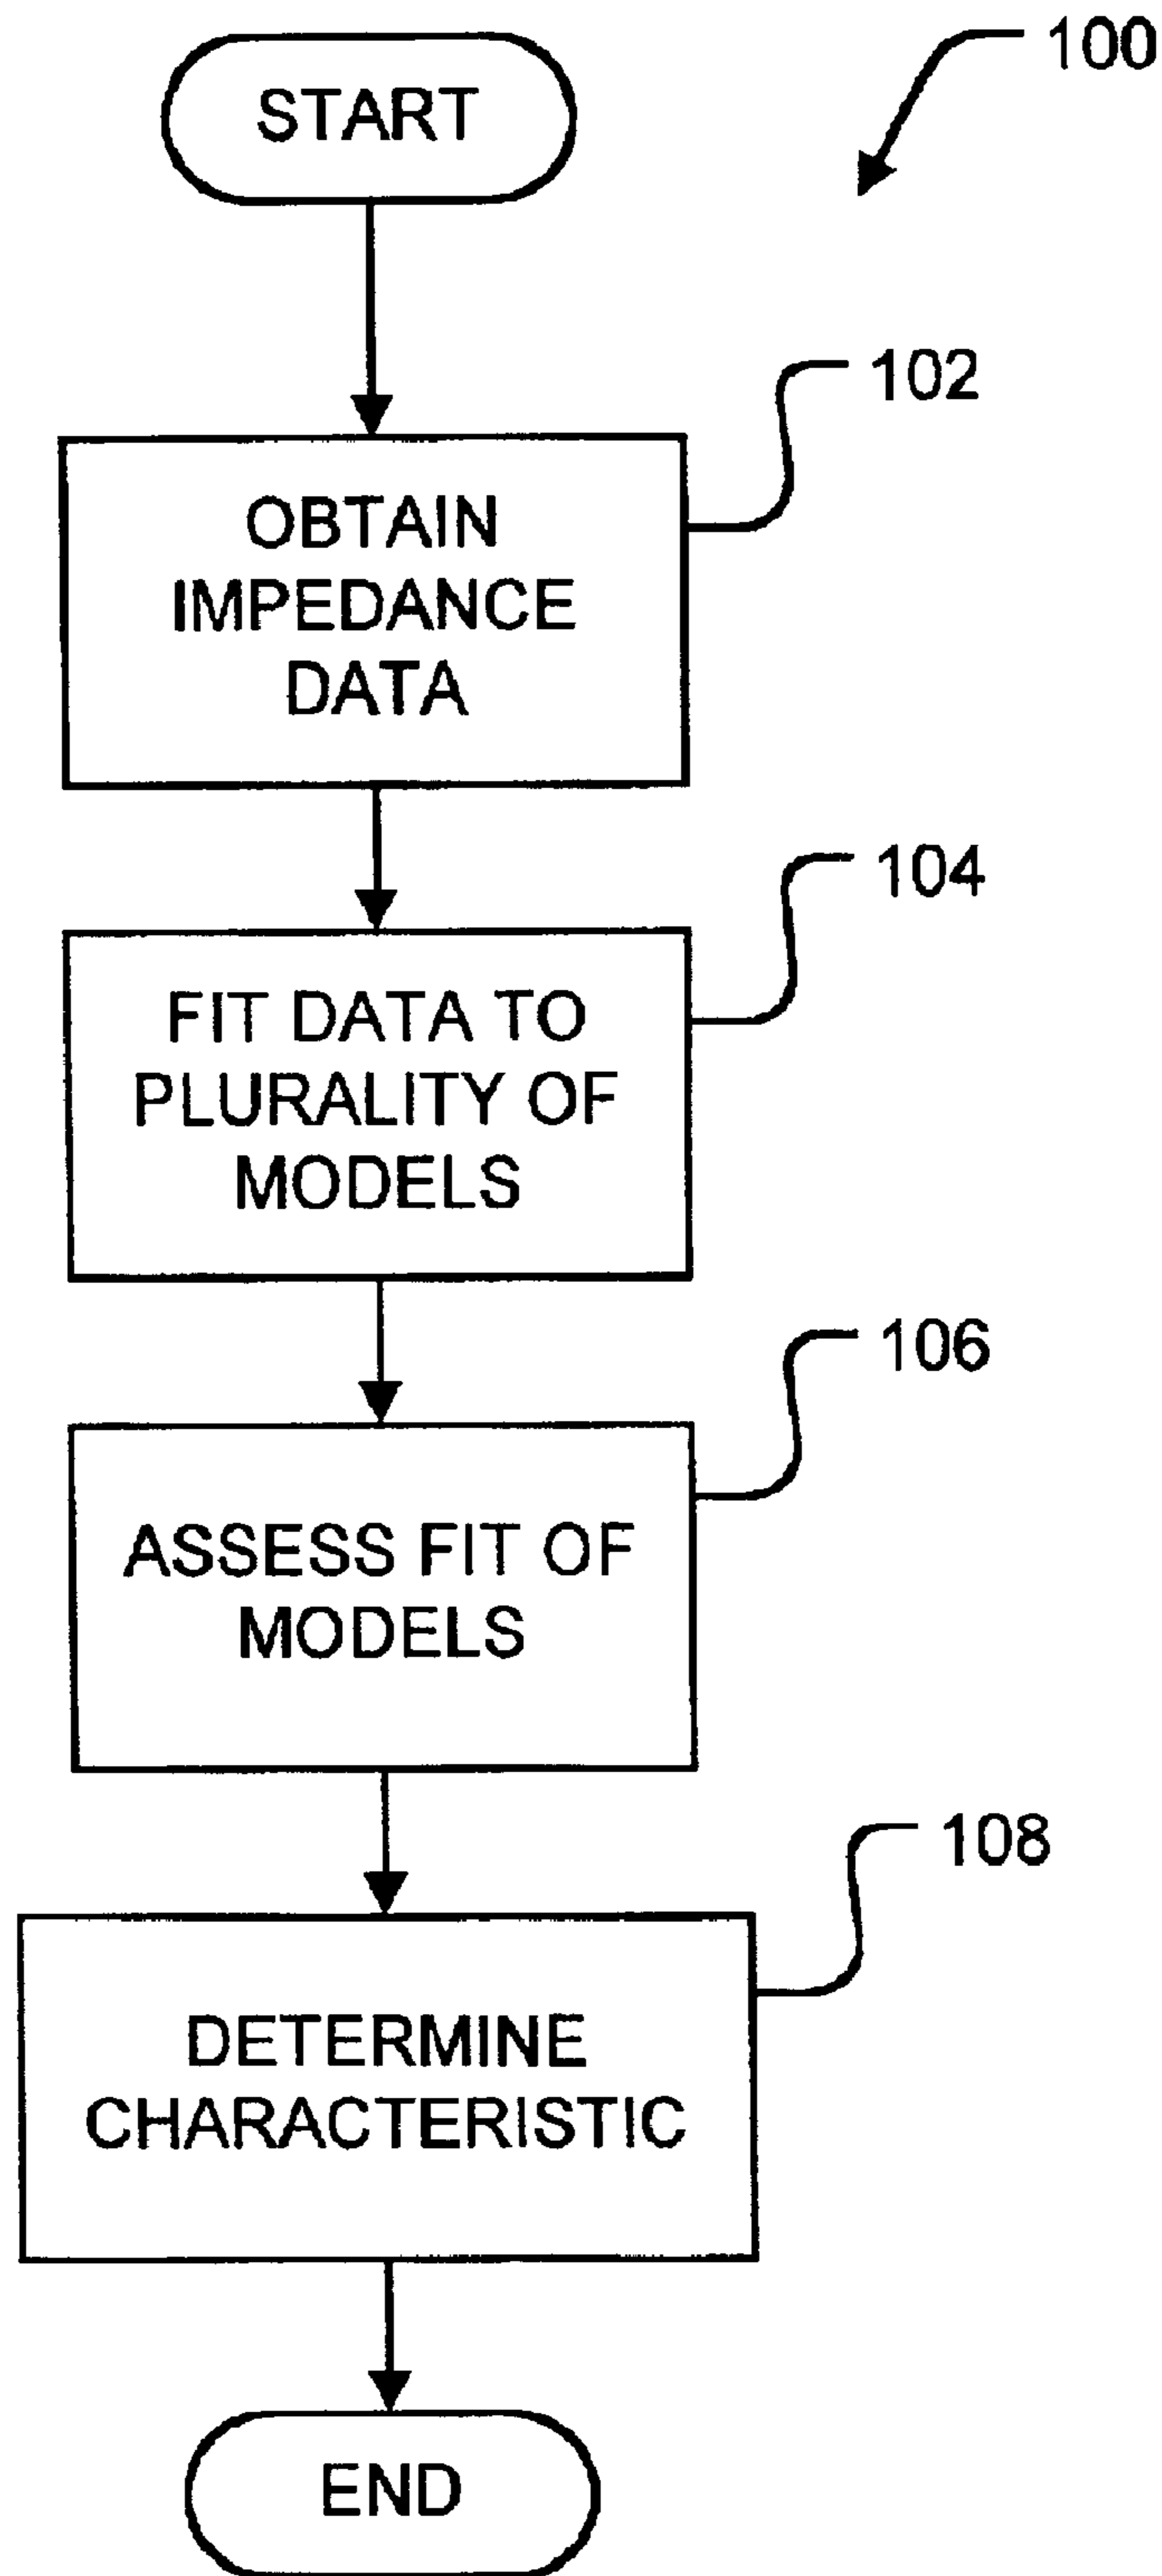 START
100
OBTAIN
IMPEDANCE
DATA
102
FIT DATA TO
PLURALITY OF
MODELS
104
ASSESS FIT OF
MODELS
106
DETERMINE
CHARACTERISTIC
108
END